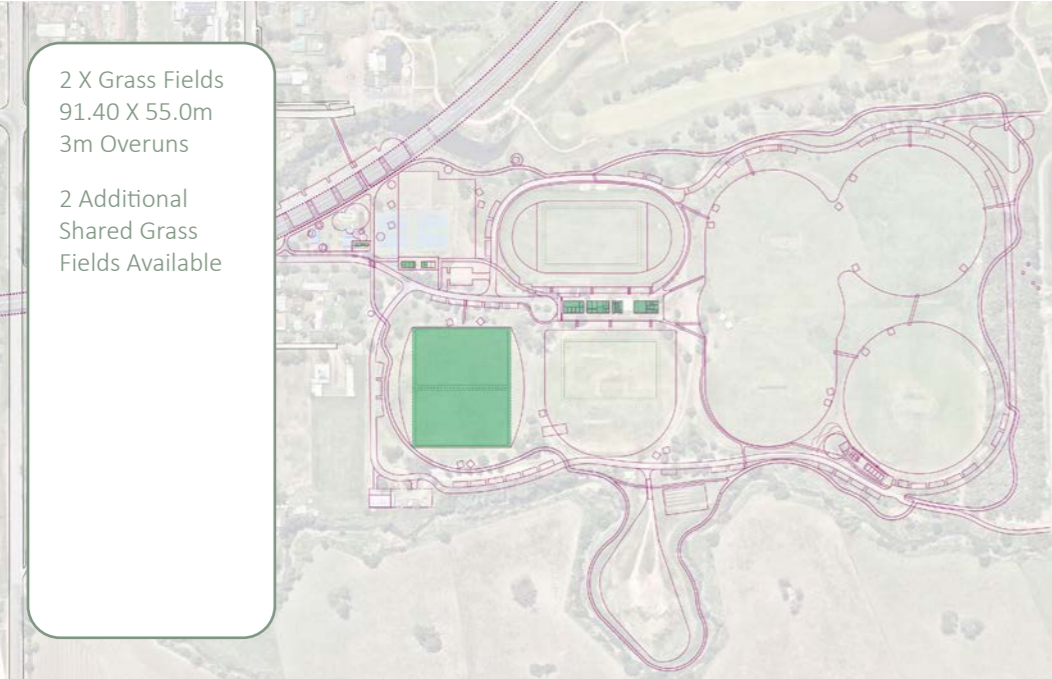 2 X Grass Fields
91.40 X 55.0m
3m Overuns
2 Additional
Shared Grass
Fields Available